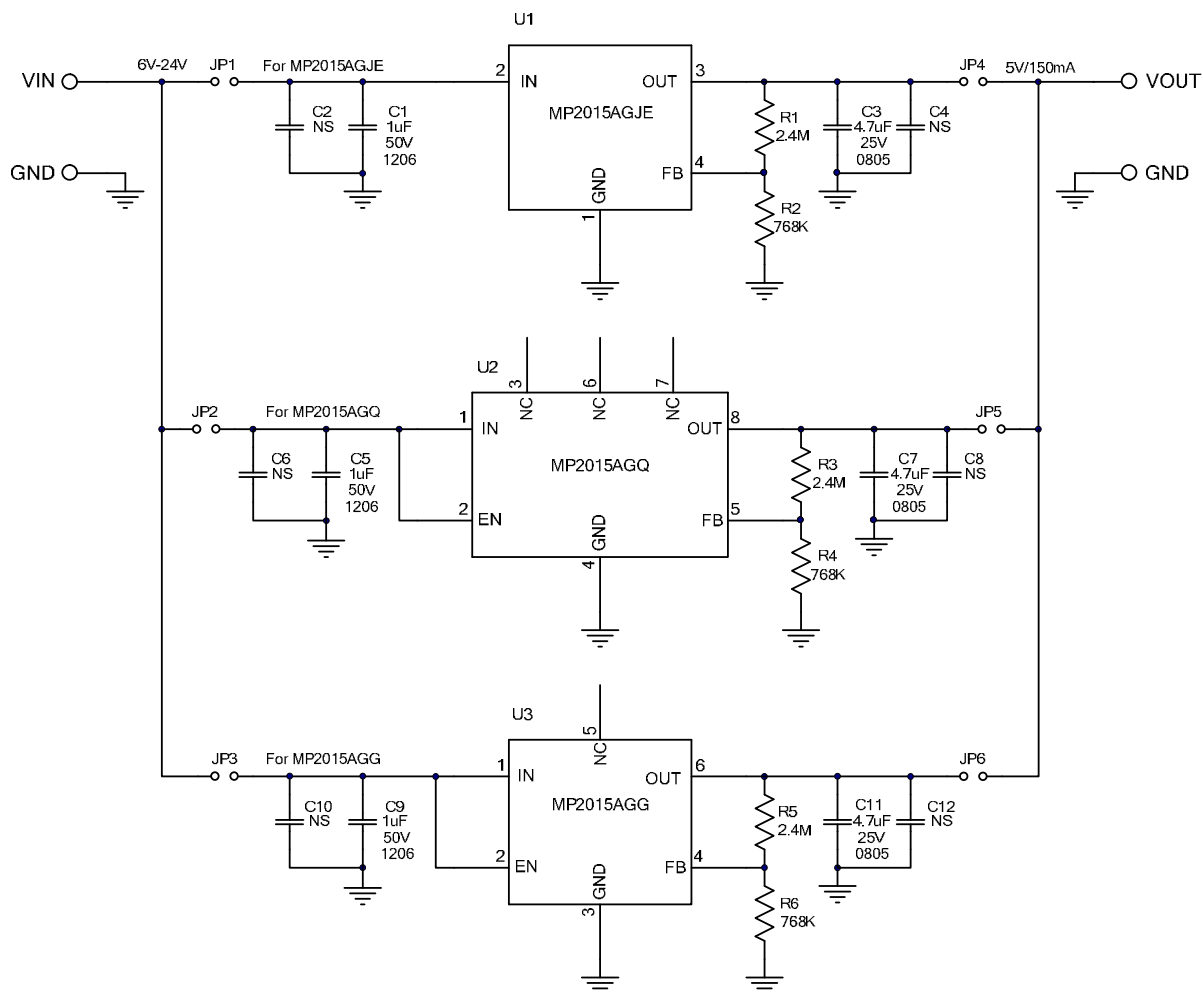 U1
VIN
6V-24V
JP1
For MP2015AGJE
2
IN
OUT
3
JP4
5V/150mA
VOUT
C2
NS
C1
1uF
50V
1206
MP2015AGJE
R1
2.4M
C3
4.7uF
25V
0805
C4
NS
GND
FB
4
GND
GND
1
R2
768K
U2
3
NC
6
NC
7
NC
JP2
For MP2015AGQ
1
IN
OUT
8
JP5
C6
NS
C5
1uF
50V
1206
MP2015AGQ
R3
2.4M
C7
4.7uF
25V
0805
C8
NS
2
EN
GND
4
FB
5
R4
768K
U3
5
NC
JP3
For MP2015AGG
1
IN
OUT
6
JP6
C10
NS
C9
1uF
50V
1206
MP2015AGG
R5
2.4M
C11
4.7uF
25V
0805
C12
NS
2
EN
GND
3
FB
4
R6
768K